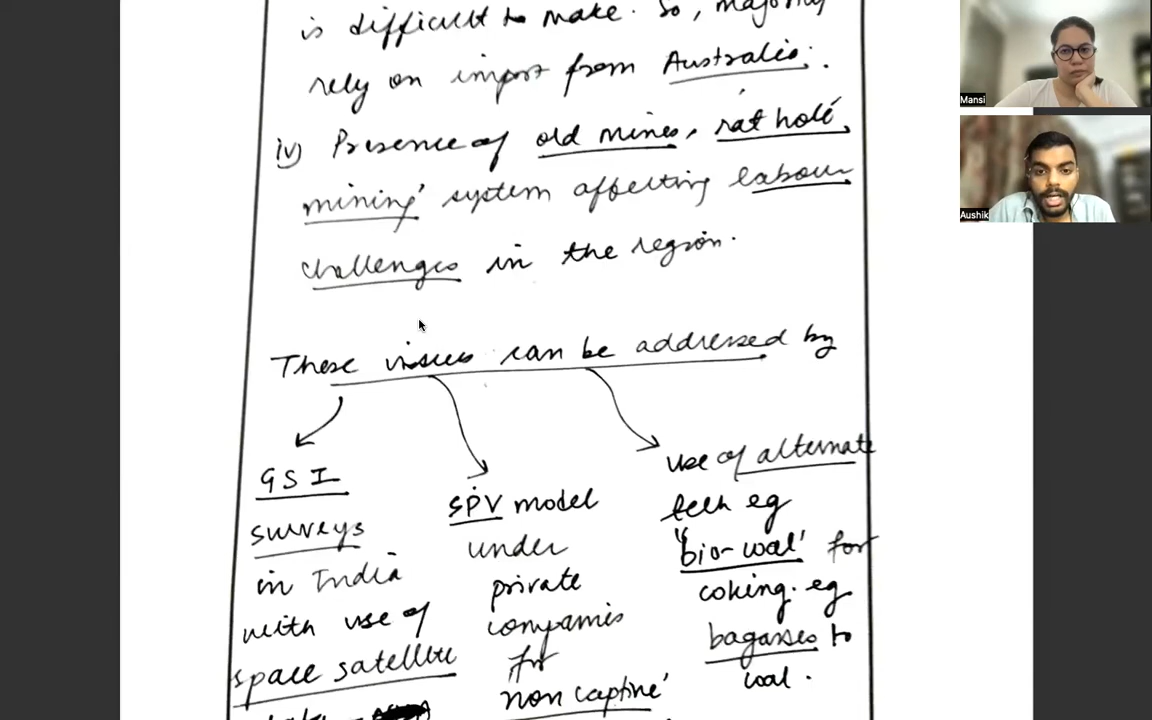 is difficult to make. So, majority
rely on import from Australia.
iv) Presence of old mines, 'rat hole
mining' system affecting labour
challenges in the region.
These issues can be addressed by
GSI
surveys
in India
with use of
space satellite
SPV model
under
private
companies
for
'non captive'
use of alternate
tech eg
"bio-coal' for
coking. eg
bagasses to
coal.
Mansi
Aushik